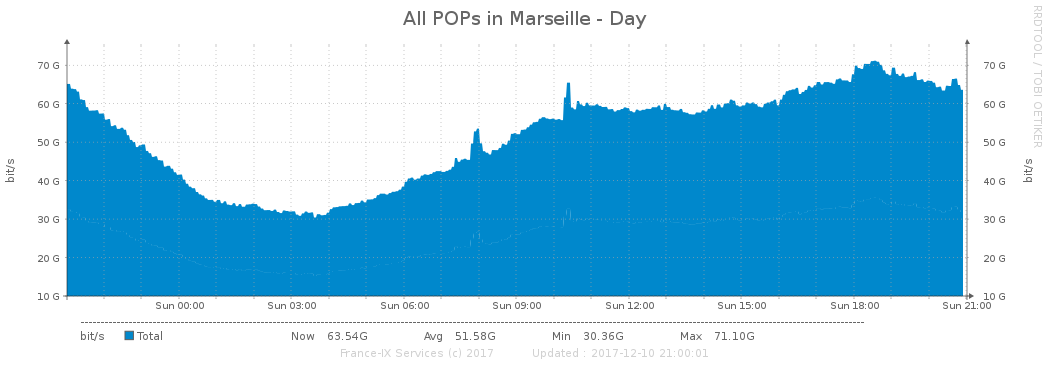 All POPs in Marseille - Day
RRDTOOL / TOBI OETIKER
bit/s
70 G
60 G
50 G
40 G
30 G
20 G
10 G
70 G
60 G
50 G
40 G
30 G
20 G
10 G
bit/s
Sun 00:00 Sun 03:00 Sun 06:00 Sun 09:00 Sun 12:00 Sun 15:00 Sun 18:00 Sun 21:00
bit/s Total Now 63.54G Avg 51.58G Min 30.36G Max 71.10G
France-IX Services (c) 2017 Updated : 2017-12-10 21:00:01